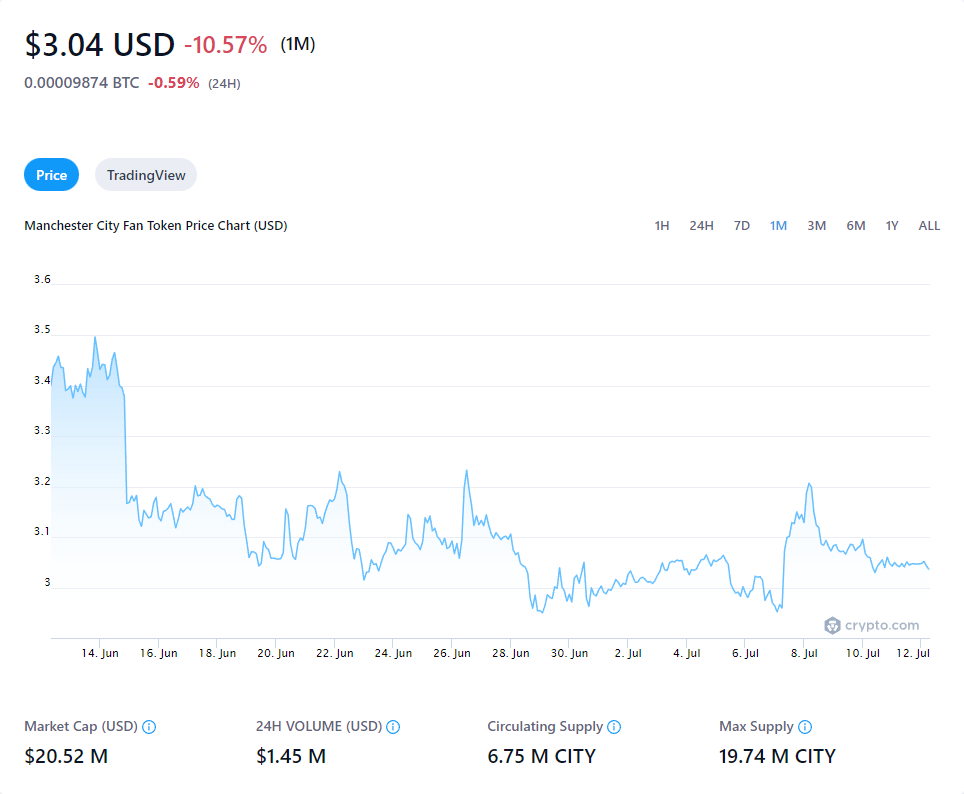 $3.04 USD -10.57% (1M)
0.00009874 BTC -0.59% (24H)
Price TradingView
Manchester City Fan Token Price Chart (USD) 1H 24H 7D 1M 3M 6M 1Y ALL
3.6
3.5
3.4
3.3
3.2
3.1
3
crypto.com
14. Jun 16. Jun 18. Jun 20. Jun 22. Jun 24. Jun 26. Jun 28. Jun 30. Jun 2. Jul 4. Jul 6. Jul 8. Jul 10. Jul 12. Jul
Market Cap (USD) 24H VOLUME (USD) Circulating Supply Max Supply
$20.52 M $1.45 M 6.75 M CITY 19.74 M CITY